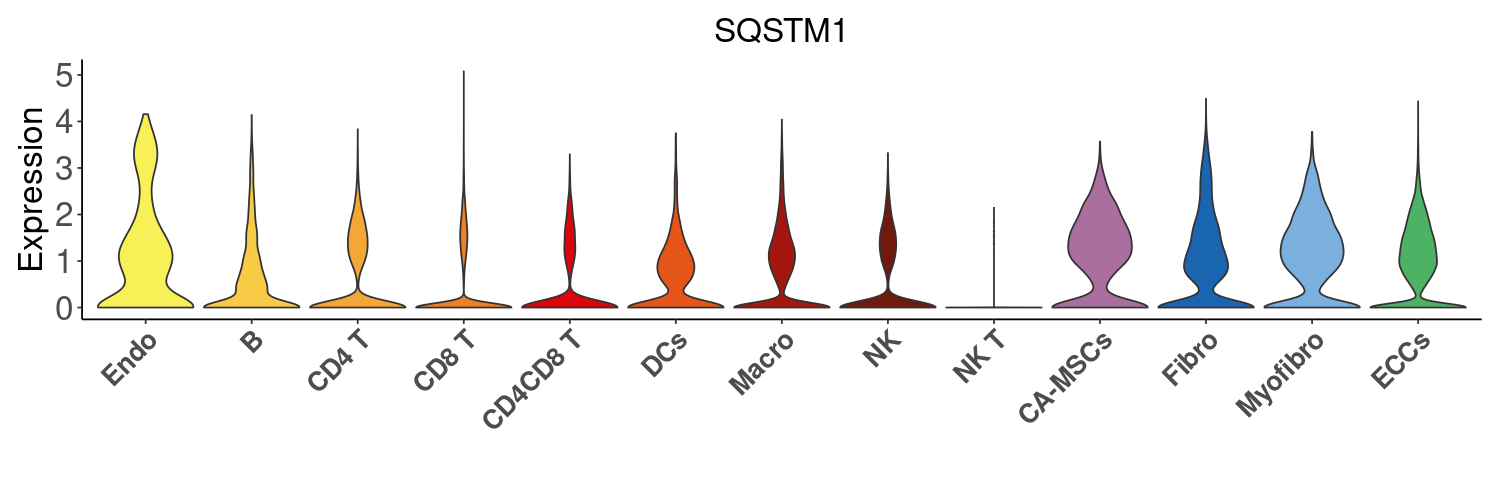 SQSTM1
Expression
5
4
3
2
1
0
Endo
B
CD4 T
CD8 T
CD4CD8 T
DCs
Macro
NK
NK T
CA-MSCs
Fibro
Myofibro
ECCs